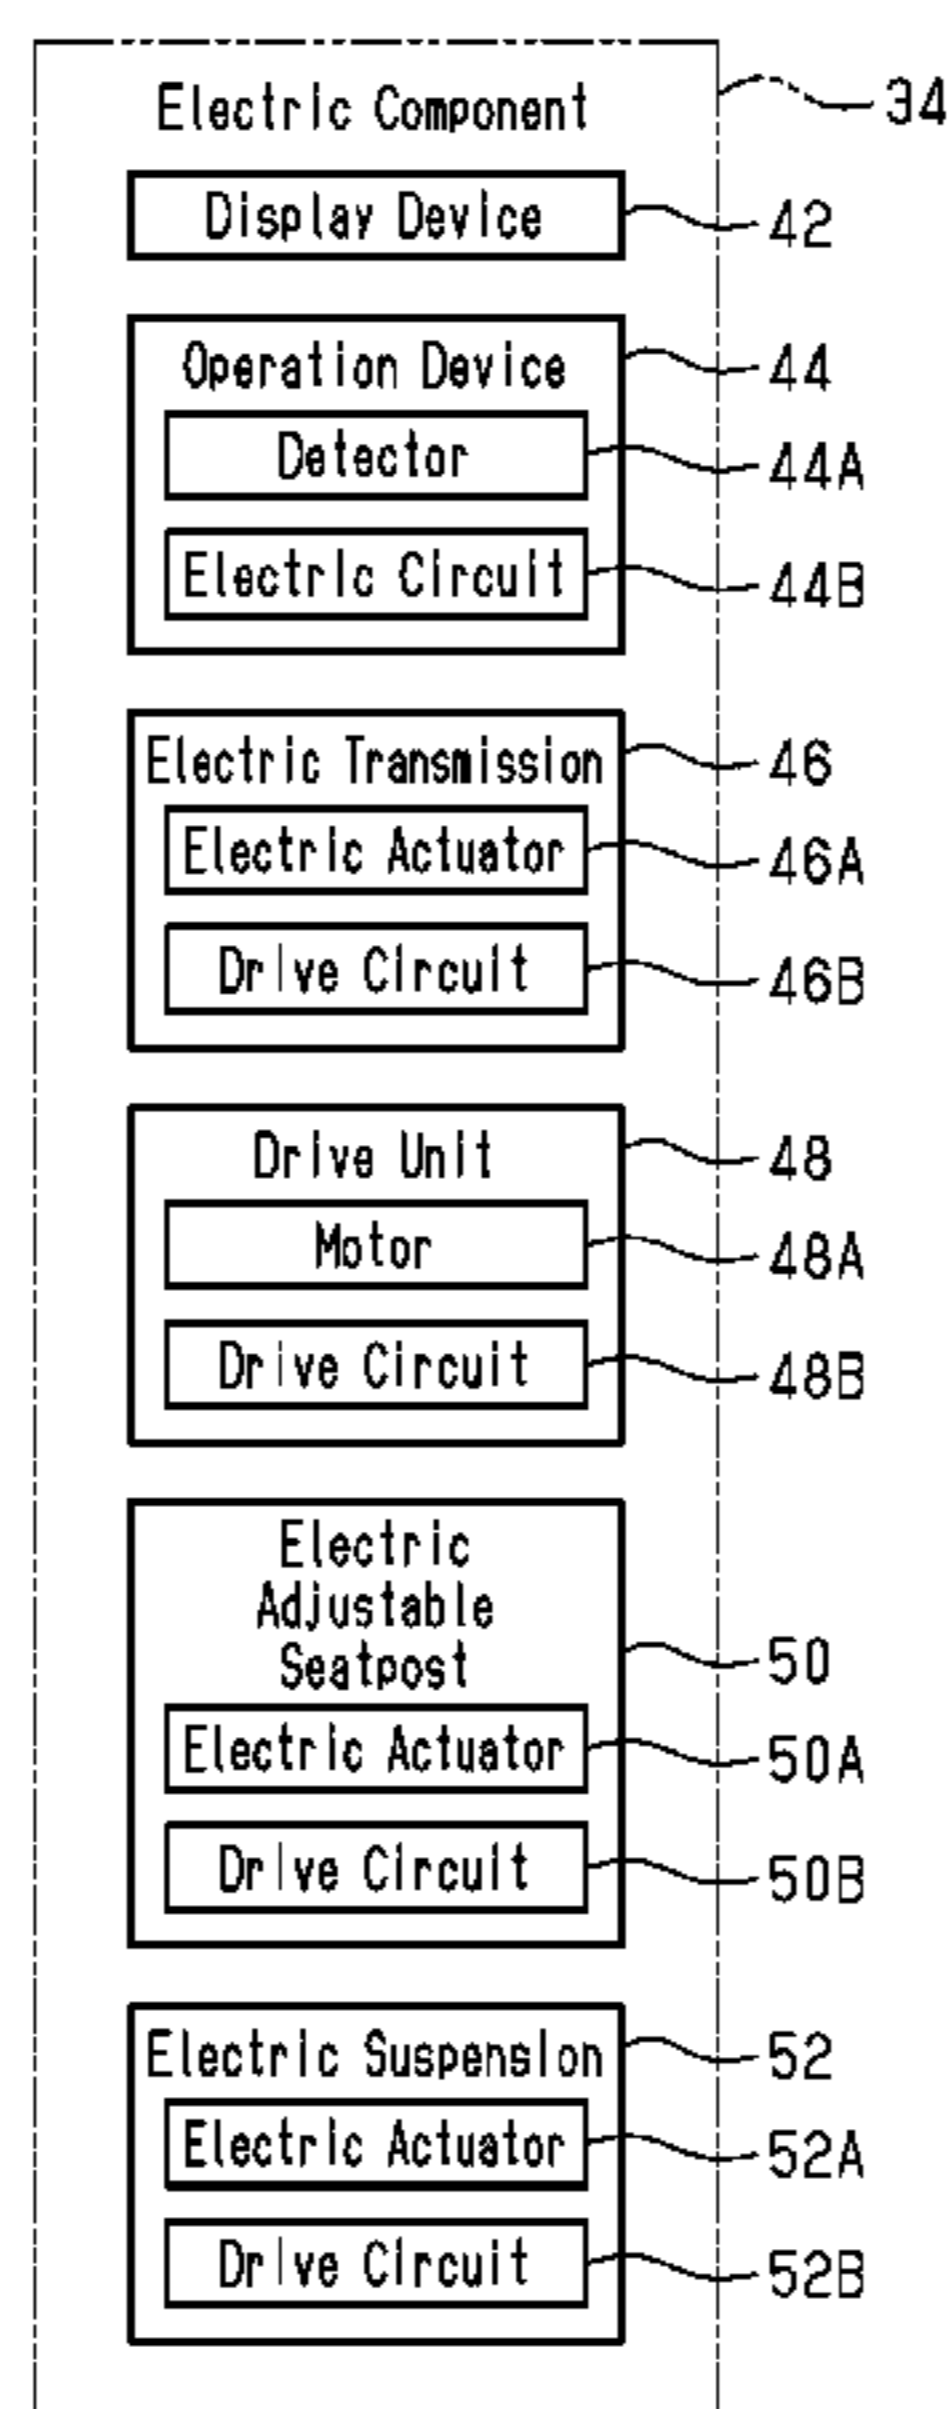 Electric Component 34
Display Device 42
Operation Device 44
Detector 44A
Electric Circuit 44B
Electric Transmission 46
Electric Actuator 46A
Drive Circuit 46B
Drive Unit 48
Motor 48A
Drive Circuit 48B
Electric
Adjustable
Seatpost 50
Electric Actuator 50A
Drive Circuit 50B
Electric Suspension 52
Electric Actuator 52A
Drive Circuit 52B